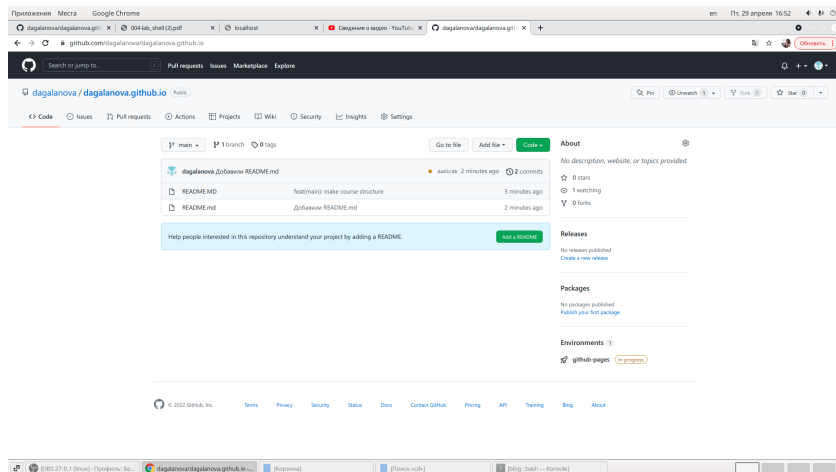 Приложения Места Google Chrome en Пт, 29 апреля 16:52
dagalanova/dagalanova.gith 004-lab_shell(2).pdf localhost Сведения о видео - YouTube dagalanova/dagalanova.gith
github.com/dagalanova/dagalanova.github.io Обновить
Search or jump to... / Pull requests Issues Marketplace Explore
dagalanova / dagalanova.github.io Public Pin Unwatch 1 Fork 0 Star 0
Code Issues Pull requests Actions Projects Wiki Security Insights Settings
main 1 branch 0 tags Go to file Add file Code About
No description, website, or topics provided.
dagalanova Добавили README.md 2 minutes ago 2 commits
0 stars
README.MD feat(main): make course structure 3 minutes ago
1 watching
README.md Добавили README.md 2 minutes ago
0 forks
Help people interested in this repository understand your project by adding a README. Add a README
Releases
No releases published
Create a new release
Packages
No packages published
Publish your first package
Environments 1
github-pages In progress
© 2022 GitHub, Inc. Terms Privacy Security Status Docs Contact GitHub Pricing API Training Blog About
[OBS 27.0.1 (linux) - Профиль: Бе... dagalanova/dagalanova.github.io -... [Корзина] [Поиск «cd»] [blog : bash — Konsole]